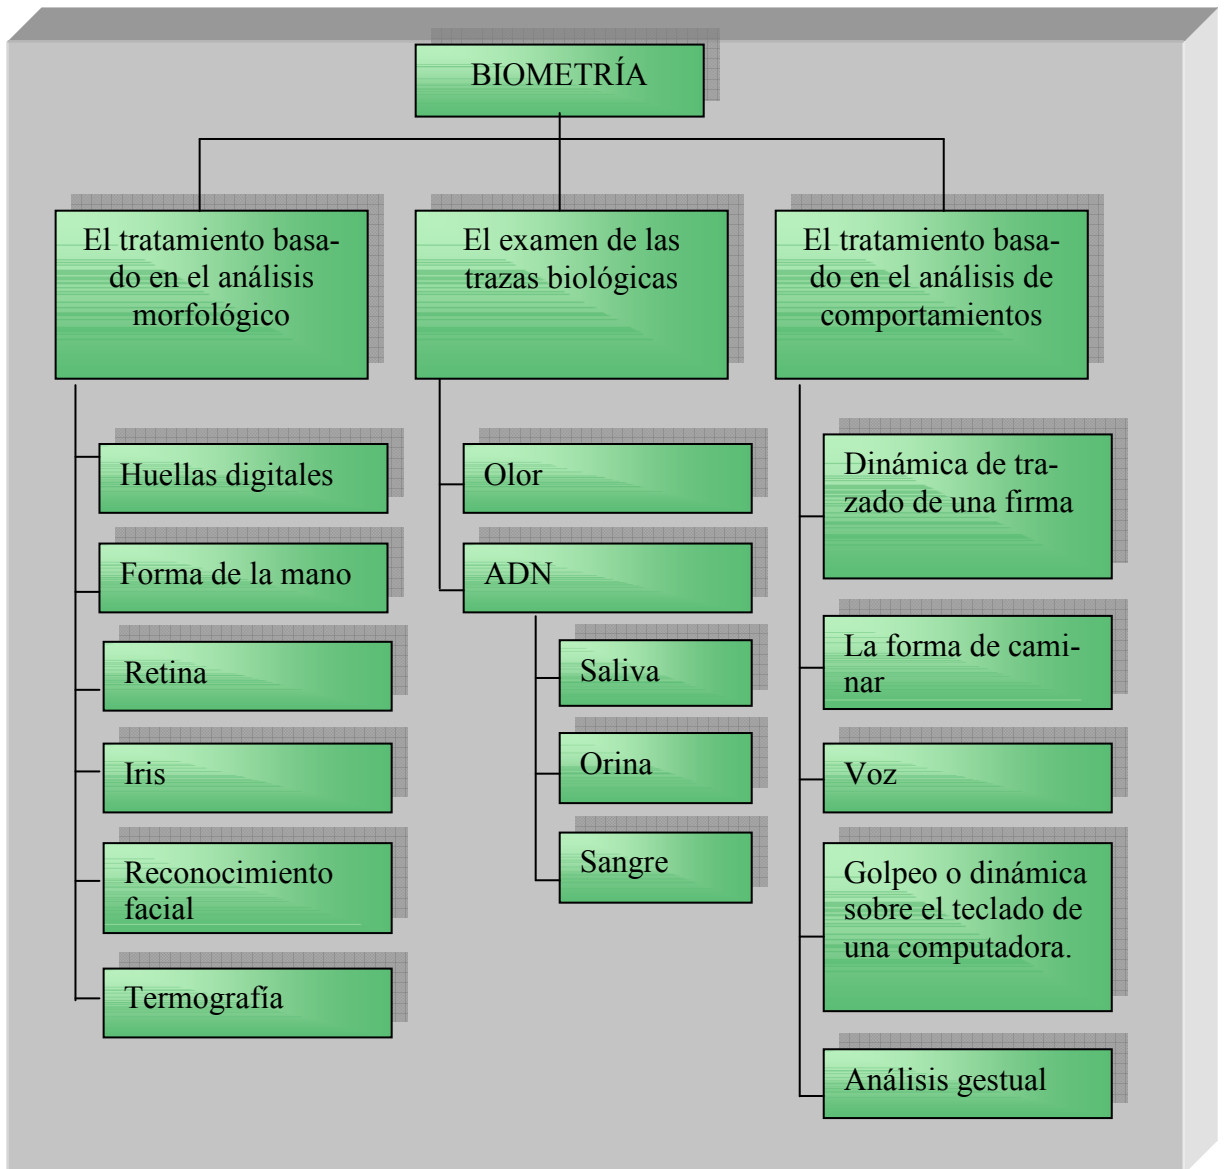 BIOMETRÍA
El tratamiento basa-
do en el análisis
morfológico
Huellas digitales
Forma de la mano
Retina
Iris
Reconocimiento
facial
Termografía
El examen de las
trazas biológicas
Olor
ADN
Saliva
Orina
Sangre
El tratamiento basa-
do en el análisis de
comportamientos
Dinámica de tra-
zado de una firma
La forma de cami-
nar
Voz
Golpeo o dinámica
sobre el teclado de
una computadora.
Análisis gestual